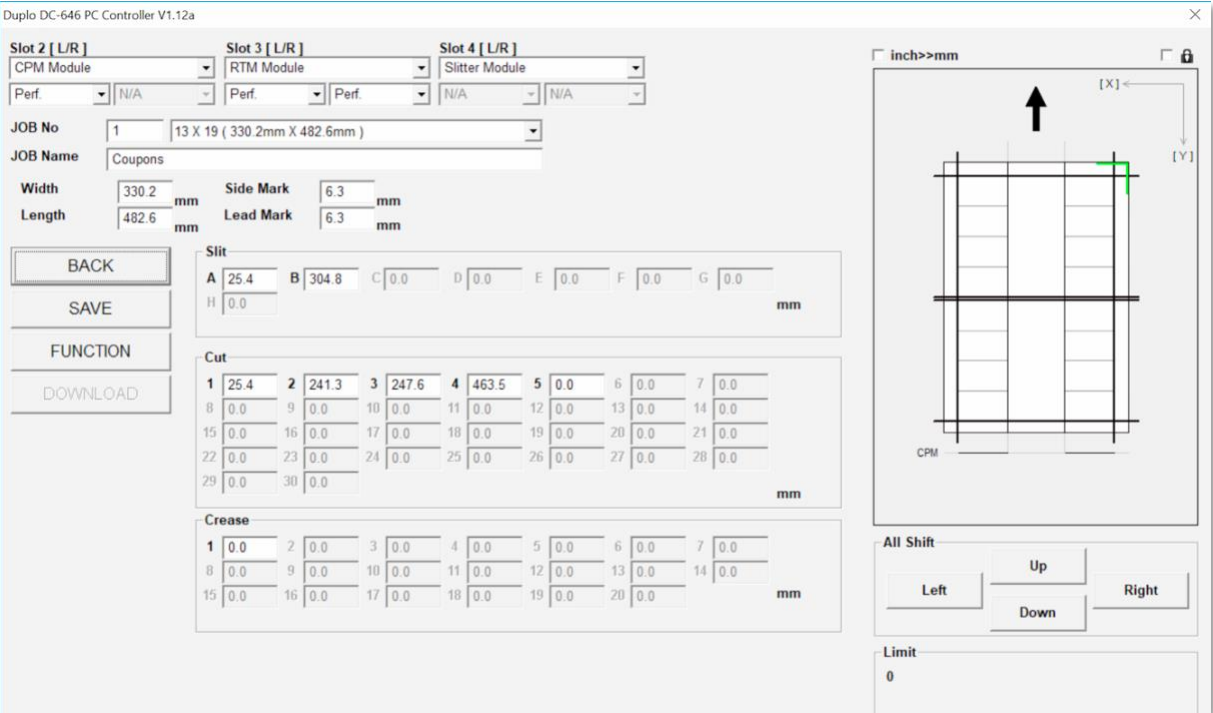 Duplo DC-646 PC Controller V1.12a
Slot 2 [ L/R ] Slot 3 [ L/R ] Slot 4 [ L/R ]
CPM Module RTM Module Slitter Module
Perf. N/A Perf. Perf. N/A N/A
JOB No 1 13 X 19 ( 330.2mm X 482.6mm )
JOB Name Coupons
Width 330.2 mm Side Mark 6.3 mm
Length 482.6 mm Lead Mark 6.3 mm
BACK
SAVE
FUNCTION
DOWNLOAD
Slit
A 25.4 B 304.8 C 0.0 D 0.0 E 0.0 F 0.0 G 0.0
H 0.0 mm
Cut
1 25.4 2 241.3 3 247.6 4 463.5 5 0.0 6 0.0 7 0.0
8 0.0 9 0.0 10 0.0 11 0.0 12 0.0 13 0.0 14 0.0
15 0.0 16 0.0 17 0.0 18 0.0 19 0.0 20 0.0 21 0.0
22 0.0 23 0.0 24 0.0 25 0.0 26 0.0 27 0.0 28 0.0
29 0.0 30 0.0 mm
Crease
1 0.0 2 0.0 3 0.0 4 0.0 5 0.0 6 0.0 7 0.0
8 0.0 9 0.0 10 0.0 11 0.0 12 0.0 13 0.0 14 0.0
15 0.0 16 0.0 17 0.0 18 0.0 19 0.0 20 0.0 mm
inch>>mm
[X]
[Y]
CPM
All Shift
Up
Left Right
Down
Limit
0